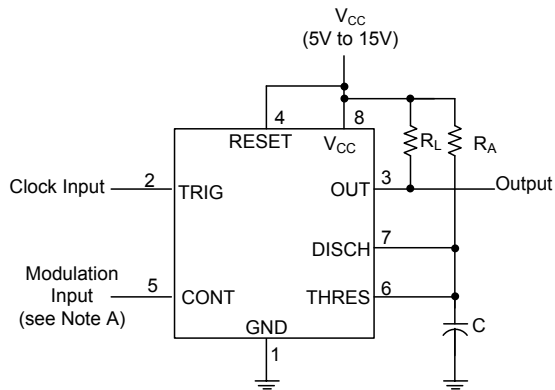 VCC
(5V to 15V)
4
8
RESET
VCC
RL
RA
Clock Input
2
TRIG
OUT
3
Output
DISCH
7
Modulation
Input
(see Note A)
5
CONT
THRES
6
GND
1
C